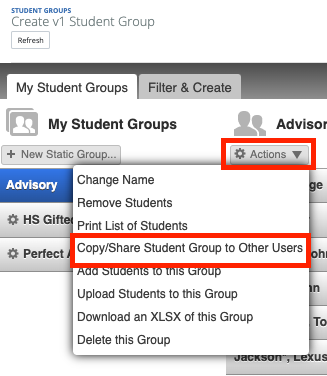 STUDENT GROUPS
Create v1 Student Group
Refresh
My Student Groups
Filter & Create
My Student Groups
Adviso
+ New Static Group...
Actions
Advisory
HS Gifte
Perfect A
Change Name
Remove Students
Print List of Students
Copy/Share Student Group to Other Users
Add Students to this Group
Upload Students to this Group
Download an XLSX of this Group
Delete this Group
ge
ohn
, To
Jackson", Lexus